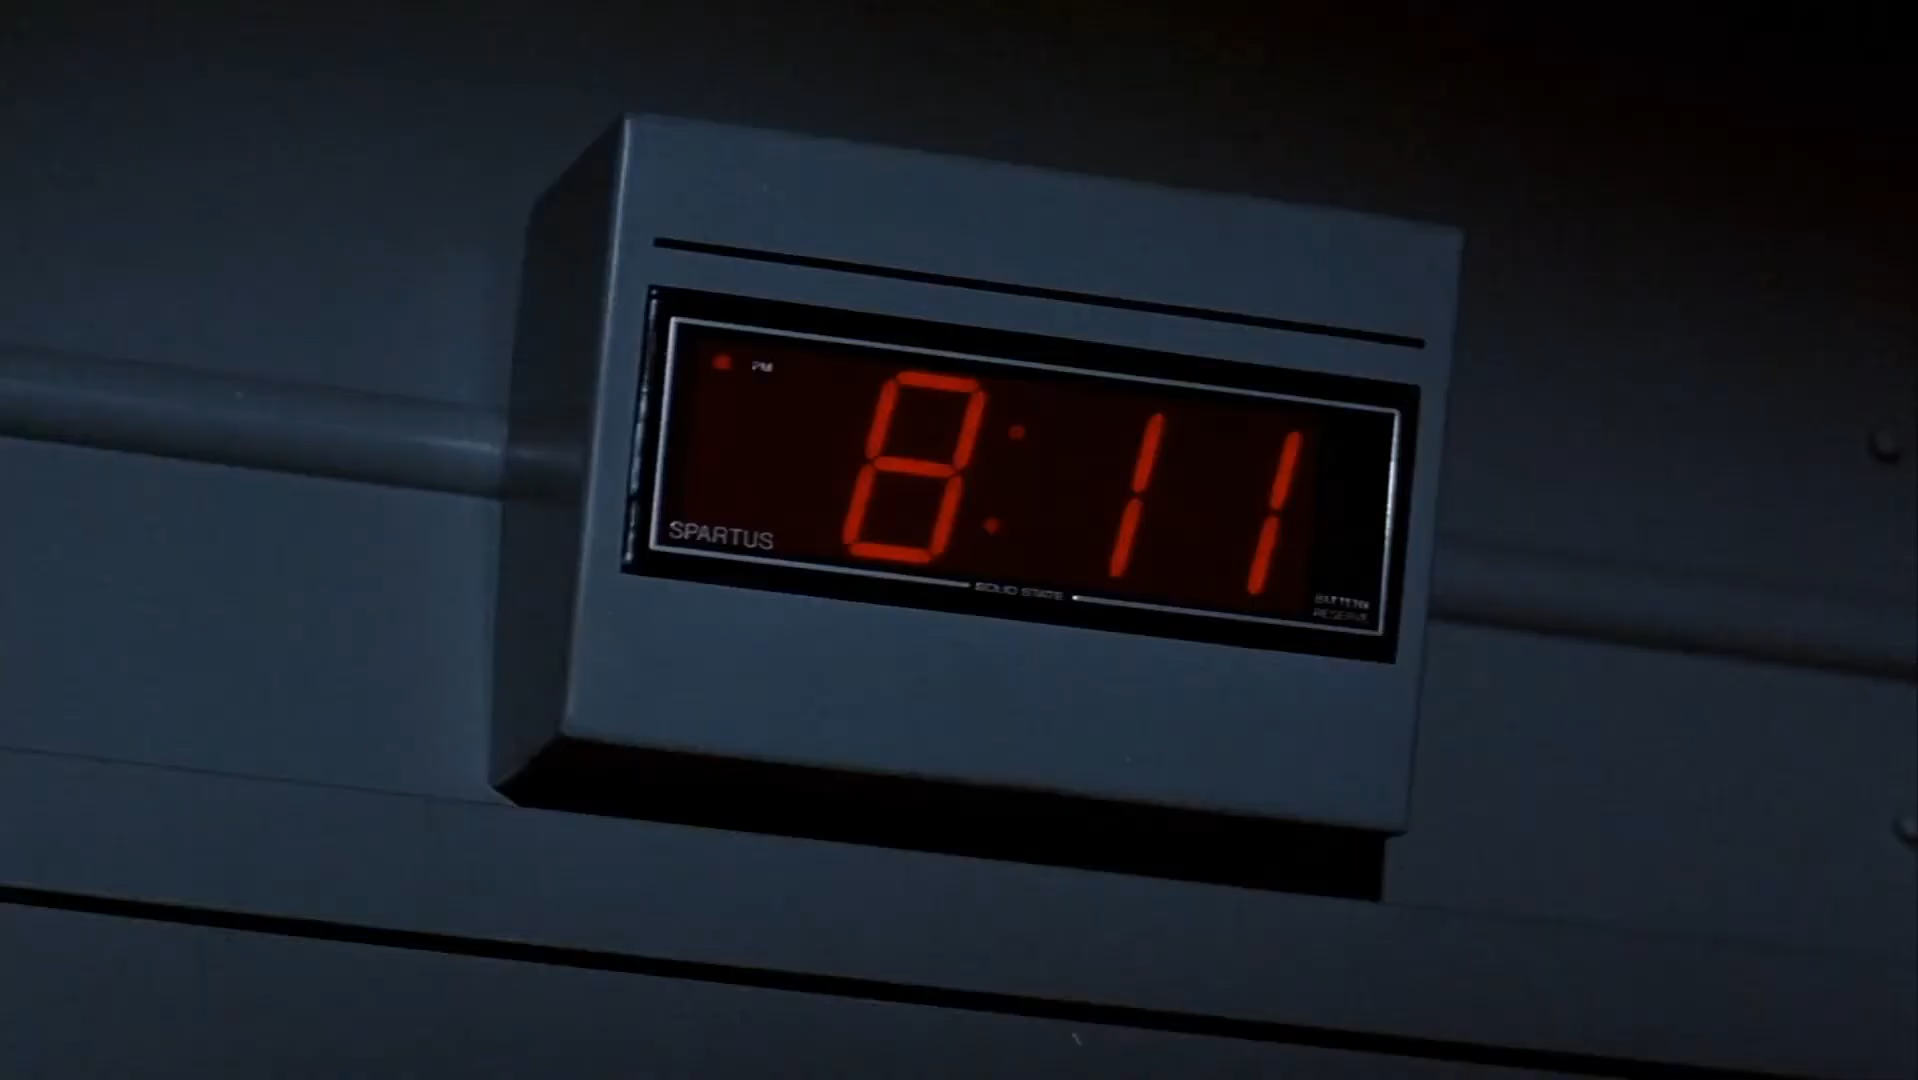 PM
8:11
SPARTUS
SOLID STATE
BATTERY
RESERVE